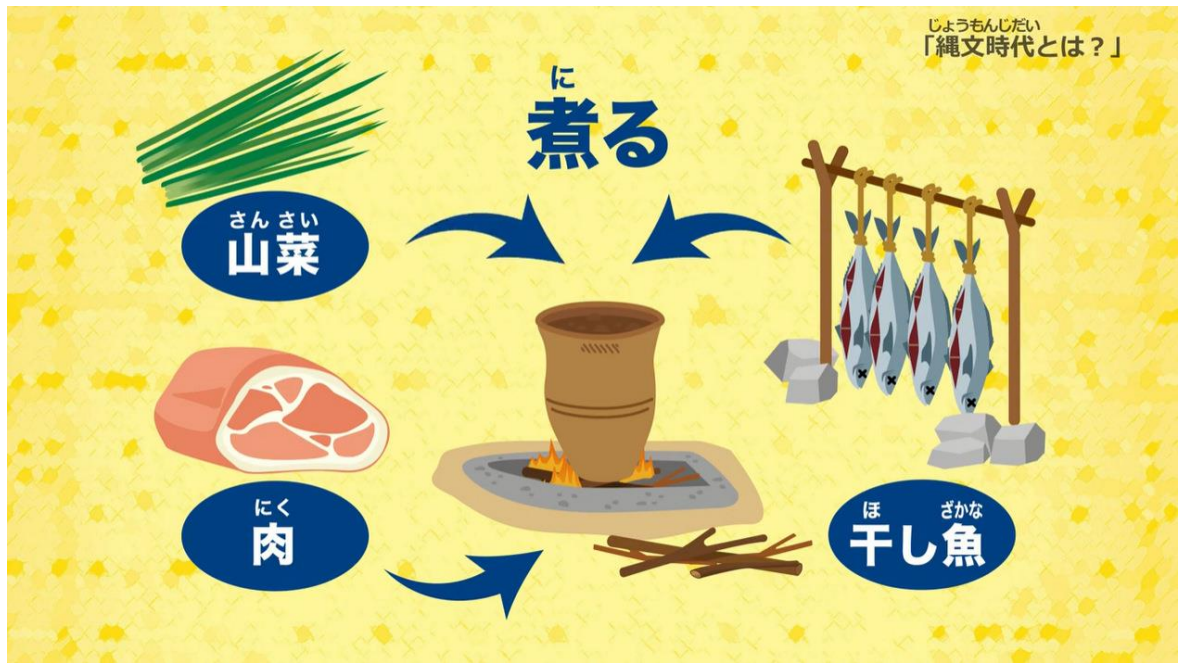 じょうもんじだい
「縄文時代とは？」
に
煮る
さん さい
山菜
にく
肉
ほ ざかな
干し魚